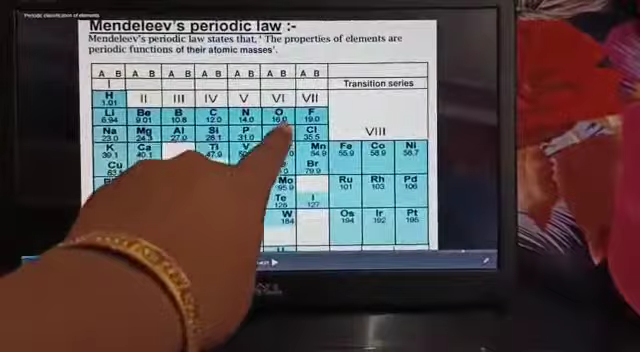 Periodic classification of elements
Mendeleev's periodic law :-
Mendeleev's periodic law states that, ' The properties of elements are
periodic functions of their atomic masses'.
A B A B A B A B A B A B A B
I Transition series
H II III IV V VI VII
1.01
Li Be B C N O F
6.94 9.01 10.8 12.0 14.0 16.0 19.0
Na Mg Al Si P Cl VIII
23.0 24.3 27.0 28.1 31.0 35.5
K Ca Ti V Mn Fe Co Ni
39.1 40.1 47.9 54.9 55.9 58.9 58.7
Cu Br
79.9
Mo Ru Rh Pd
95.9 101 103 106
Te I
128 127
W Os Ir Pt
184 194 192 195
U